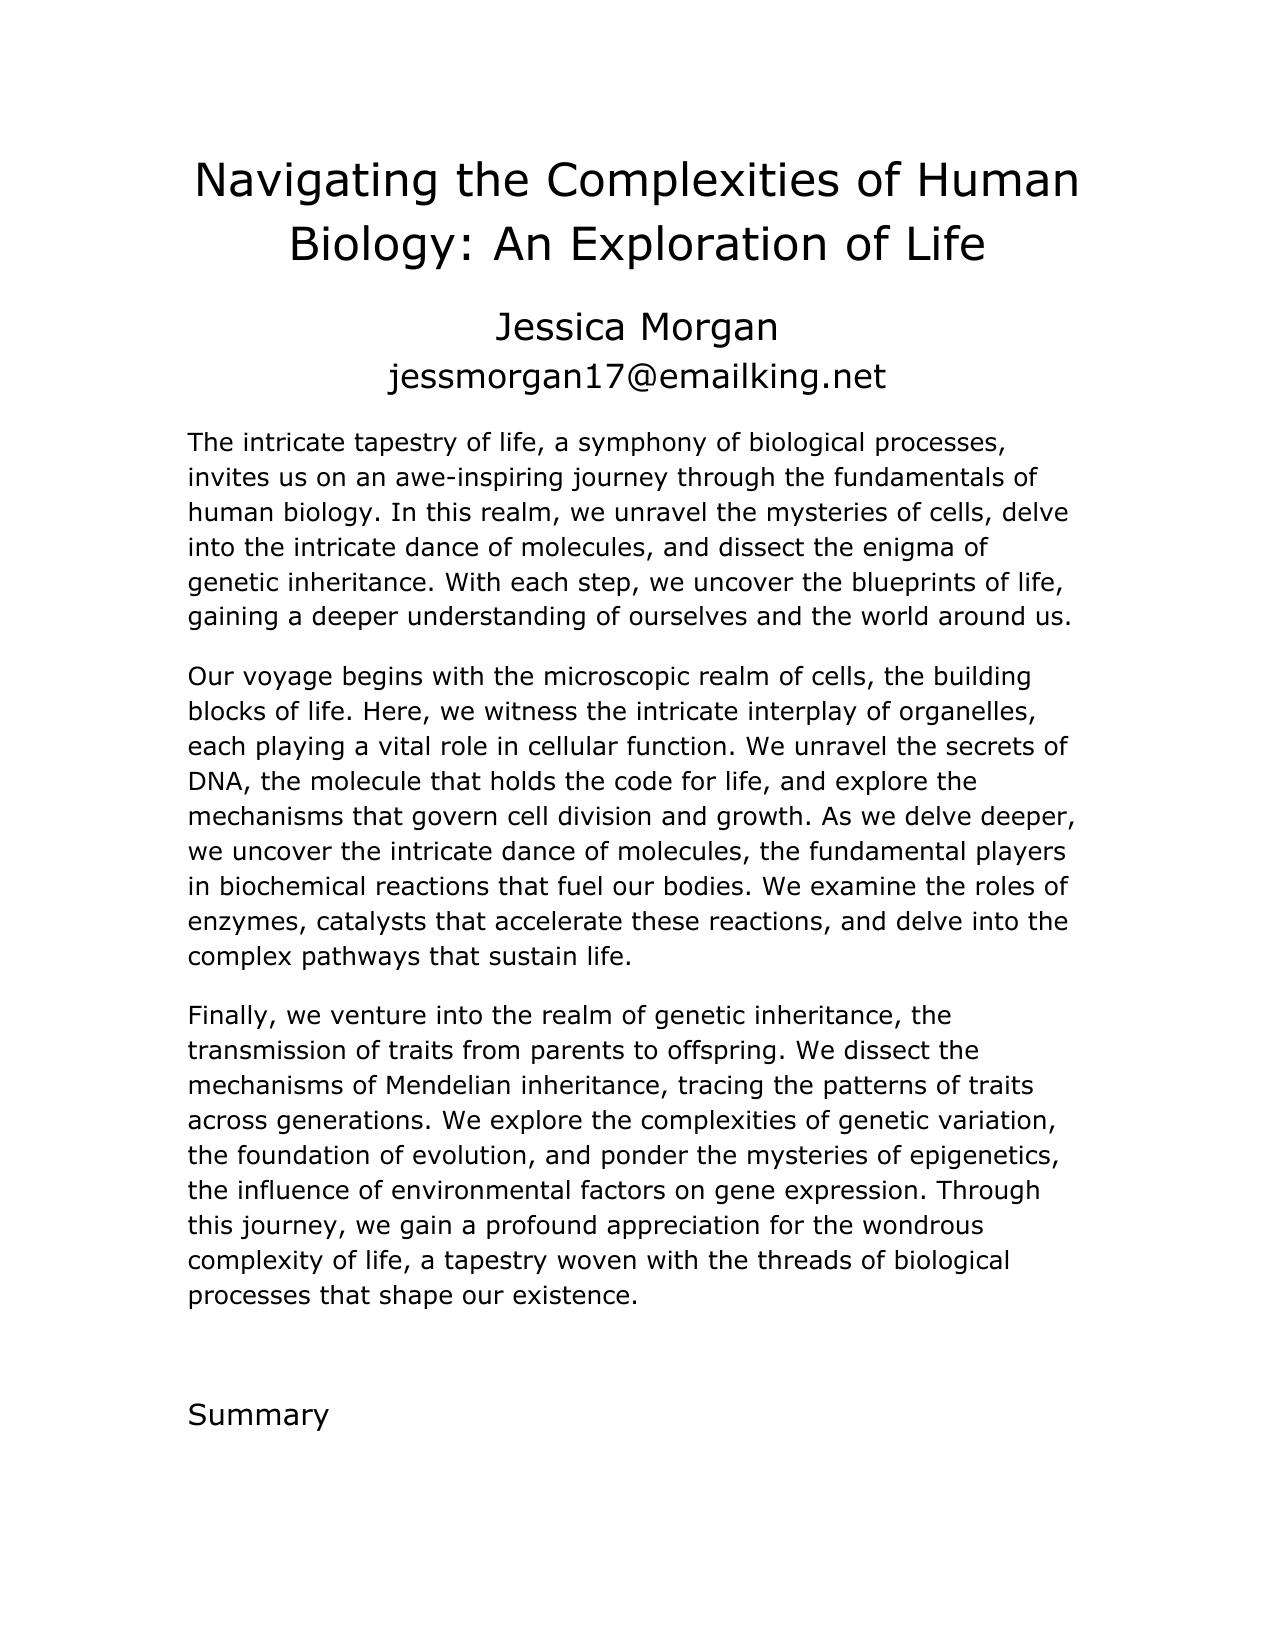 Navigating the Complexities of Human
Biology: An Exploration of Life
Jessica Morgan
jessmorgan17@emailking.net
The intricate tapestry of life, a symphony of biological processes,
invites us on an awe-inspiring journey through the fundamentals of
human biology. In this realm, we unravel the mysteries of cells, delve
into the intricate dance of molecules, and dissect the enigma of
genetic inheritance. With each step, we uncover the blueprints of life,
gaining a deeper understanding of ourselves and the world around us.
Our voyage begins with the microscopic realm of cells, the building
blocks of life. Here, we witness the intricate interplay of organelles,
each playing a vital role in cellular function. We unravel the secrets of
DNA, the molecule that holds the code for life, and explore the
mechanisms that govern cell division and growth. As we delve deeper,
we uncover the intricate dance of molecules, the fundamental players
in biochemical reactions that fuel our bodies. We examine the roles of
enzymes, catalysts that accelerate these reactions, and delve into the
complex pathways that sustain life.
Finally, we venture into the realm of genetic inheritance, the
transmission of traits from parents to offspring. We dissect the
mechanisms of Mendelian inheritance, tracing the patterns of traits
across generations. We explore the complexities of genetic variation,
the foundation of evolution, and ponder the mysteries of epigenetics,
the influence of environmental factors on gene expression. Through
this journey, we gain a profound appreciation for the wondrous
complexity of life, a tapestry woven with the threads of biological
processes that shape our existence.
Summary